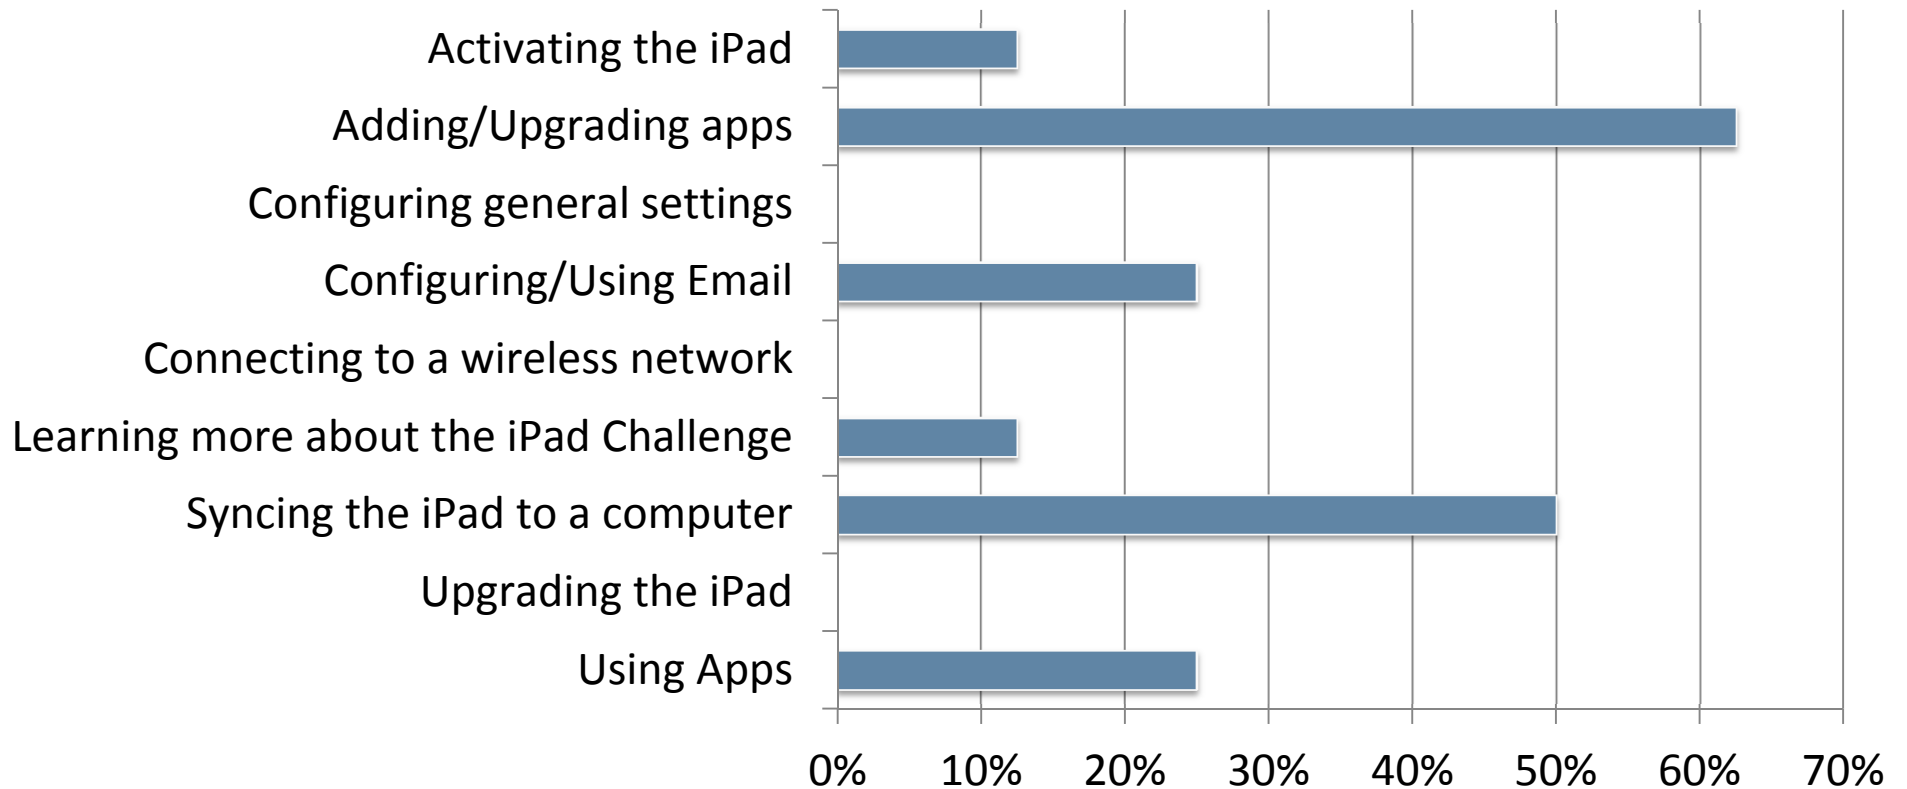 Activating the iPad
Adding/Upgrading apps
Configuring general settings
Configuring/Using Email
Connecting to a wireless network
Learning more about the iPad Challenge
Syncing the iPad to a computer
Upgrading the iPad
Using Apps
0% 10% 20% 30% 40% 50% 60% 70%